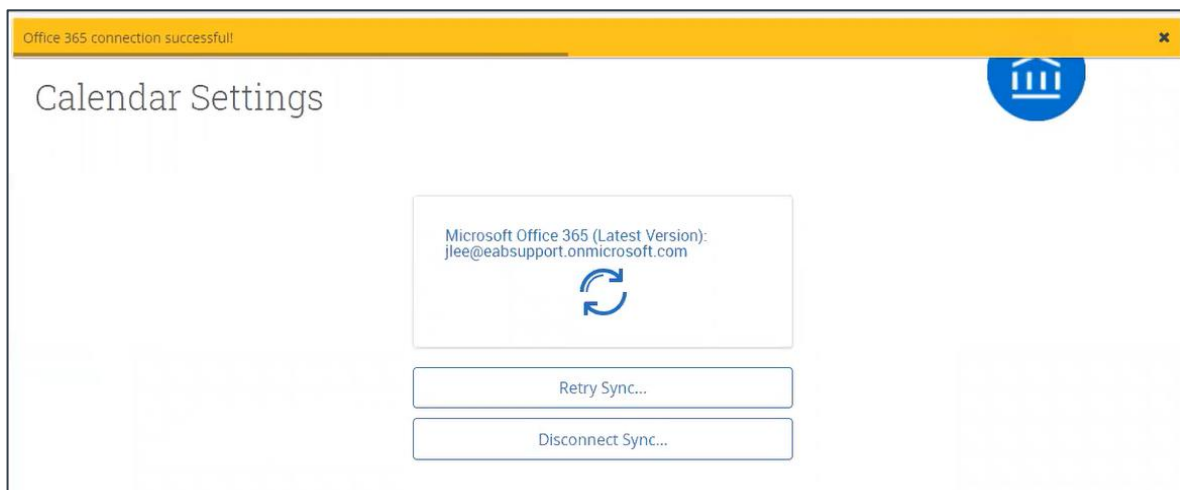 Office 365 connection successful!
Calendar Settings
Microsoft Office 365 (Latest Version):
jlee@eabsupport.onmicrosoft.com
Retry Sync...
Disconnect Sync...